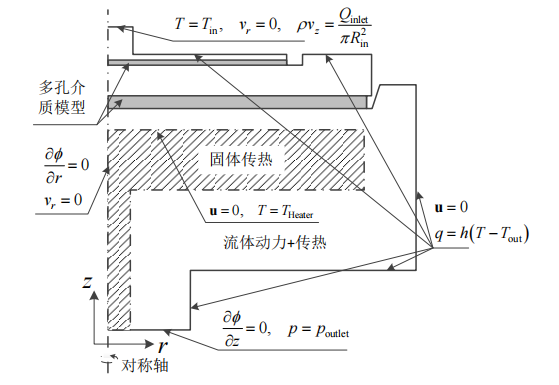 T = T_in, v_r = 0, ρv_z = Q_inlet / πR_in^2
多孔介
质模型
∂ϕ/∂r = 0
v_r = 0
固体传热
u = 0, T = T_Heater
流体动力+传热
u = 0
q = h(T − T_out)
z
r
∂ϕ/∂z = 0, p = p_outlet
对称轴